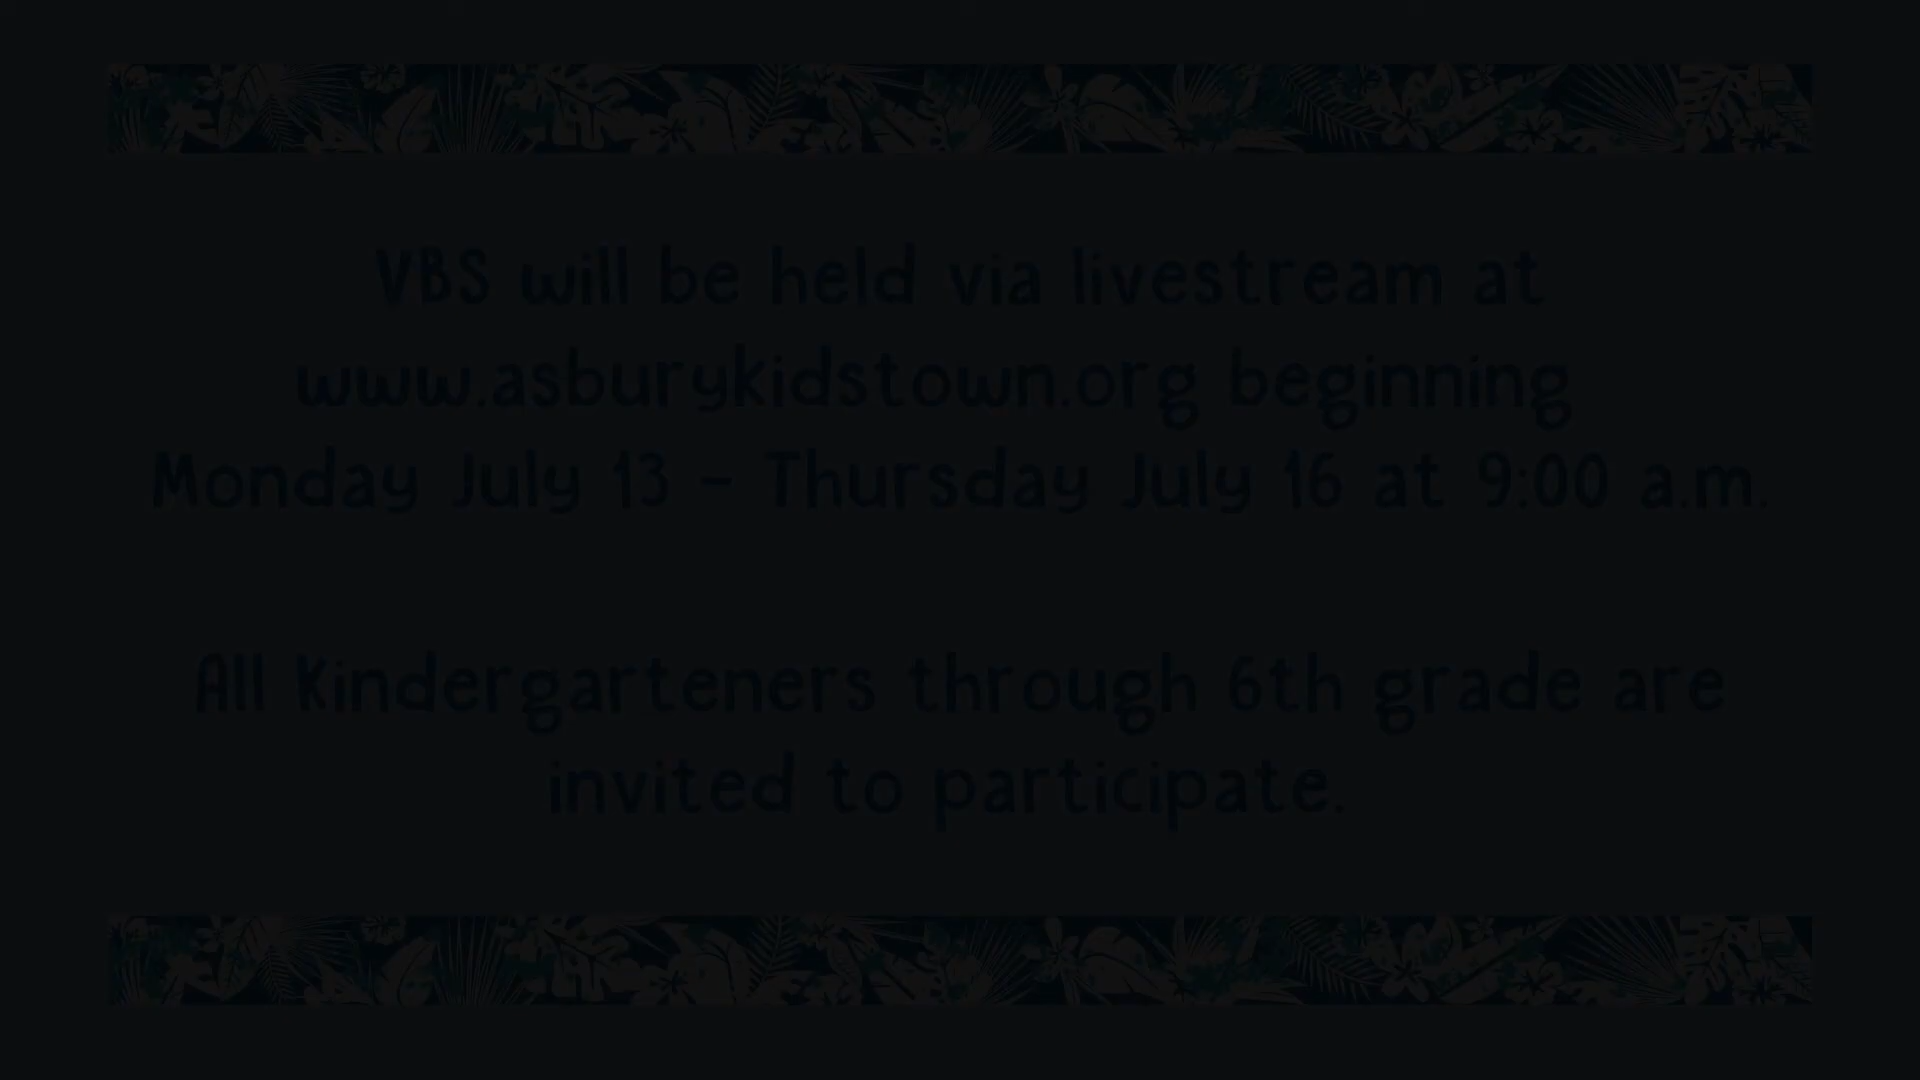 VBS will be held via livestream at
www.asburykidstown.org beginning
Monday July 13 - Thursday July 16 at 9:00 a.m.
All Kindergarteners through 6th grade are
invited to participate.